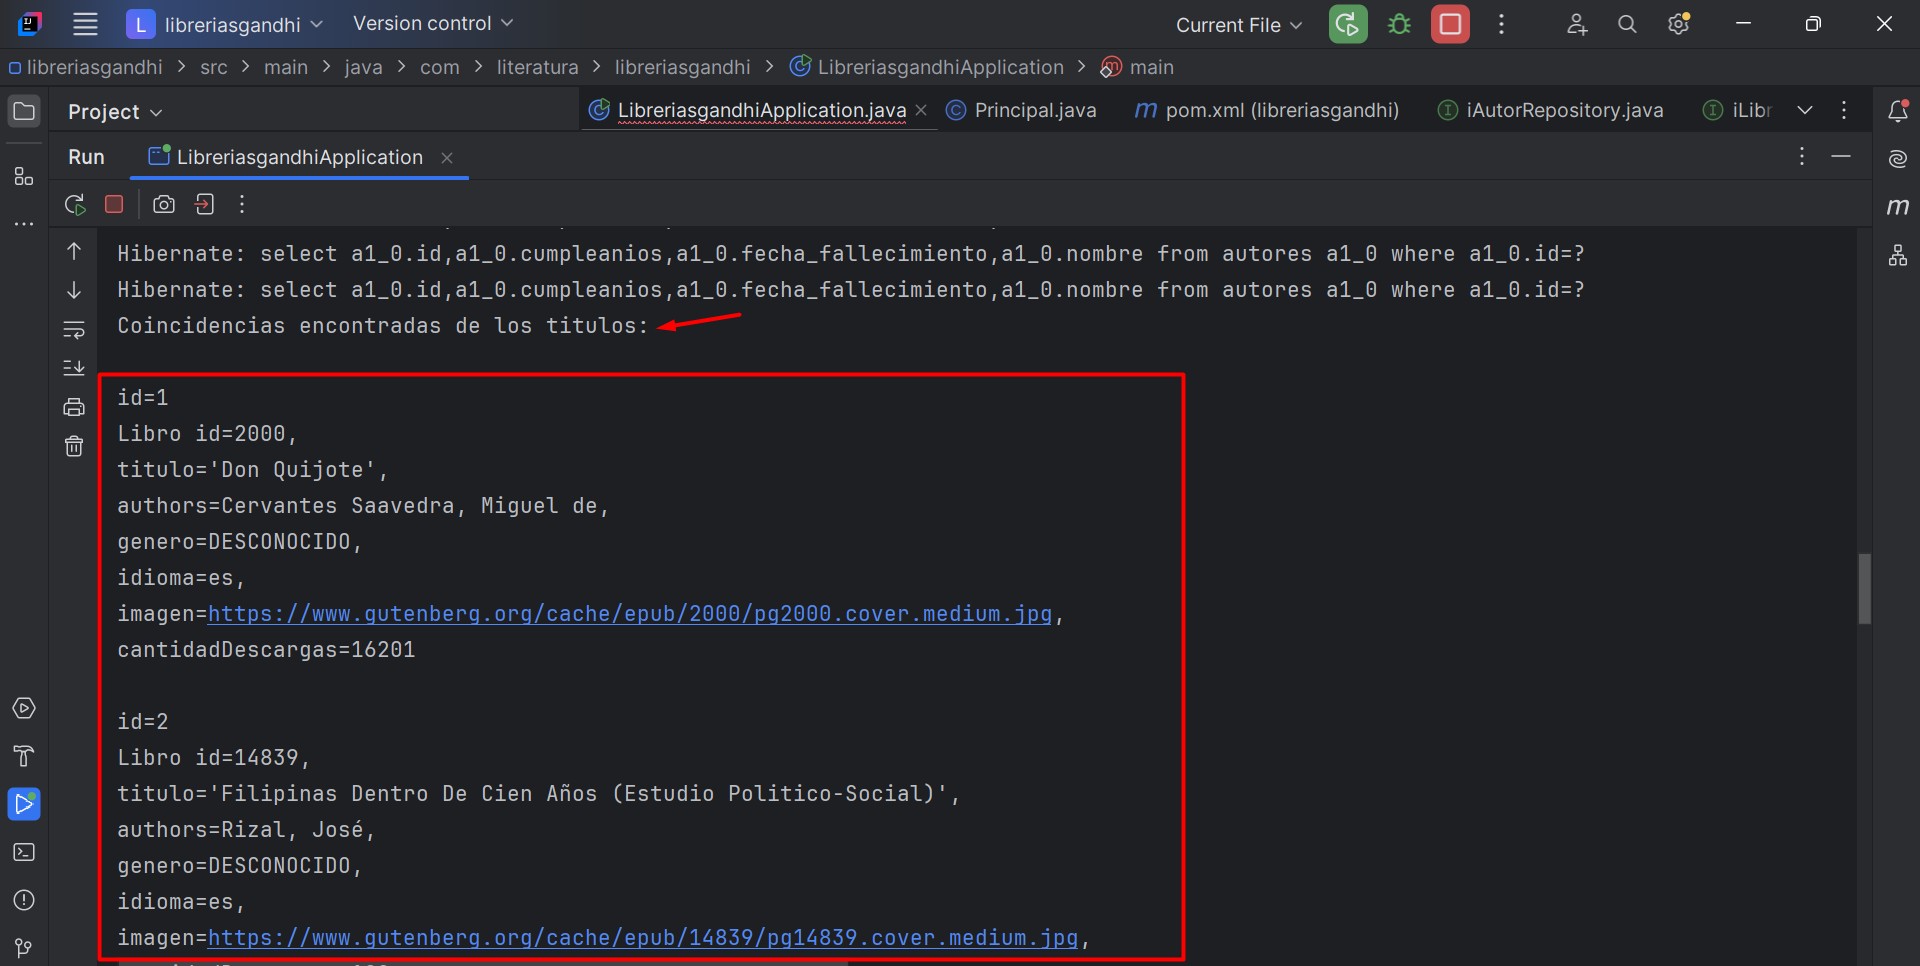 L libreriasgandhi Version control Current File
libreriasgandhi > src > main > java > com > literatura > libreriasgandhi > LibreriasgandhiApplication > main
Project LibreriasgandhiApplication.java Principal.java pom.xml (libreriasgandhi) iAutorRepository.java iLibr
Run LibreriasgandhiApplication
Hibernate: select a1_0.id,a1_0.cumpleanios,a1_0.fecha_fallecimiento,a1_0.nombre from autores a1_0 where a1_0.id=?
Hibernate: select a1_0.id,a1_0.cumpleanios,a1_0.fecha_fallecimiento,a1_0.nombre from autores a1_0 where a1_0.id=?
Coincidencias encontradas de los titulos:
id=1
Libro id=2000,
titulo='Don Quijote',
authors=Cervantes Saavedra, Miguel de,
genero=DESCONOCIDO,
idioma=es,
imagen=https://www.gutenberg.org/cache/epub/2000/pg2000.cover.medium.jpg,
cantidadDescargas=16201
id=2
Libro id=14839,
titulo='Filipinas Dentro De Cien Años (Estudio Politico-Social)',
authors=Rizal, José,
genero=DESCONOCIDO,
idioma=es,
imagen=https://www.gutenberg.org/cache/epub/14839/pg14839.cover.medium.jpg,